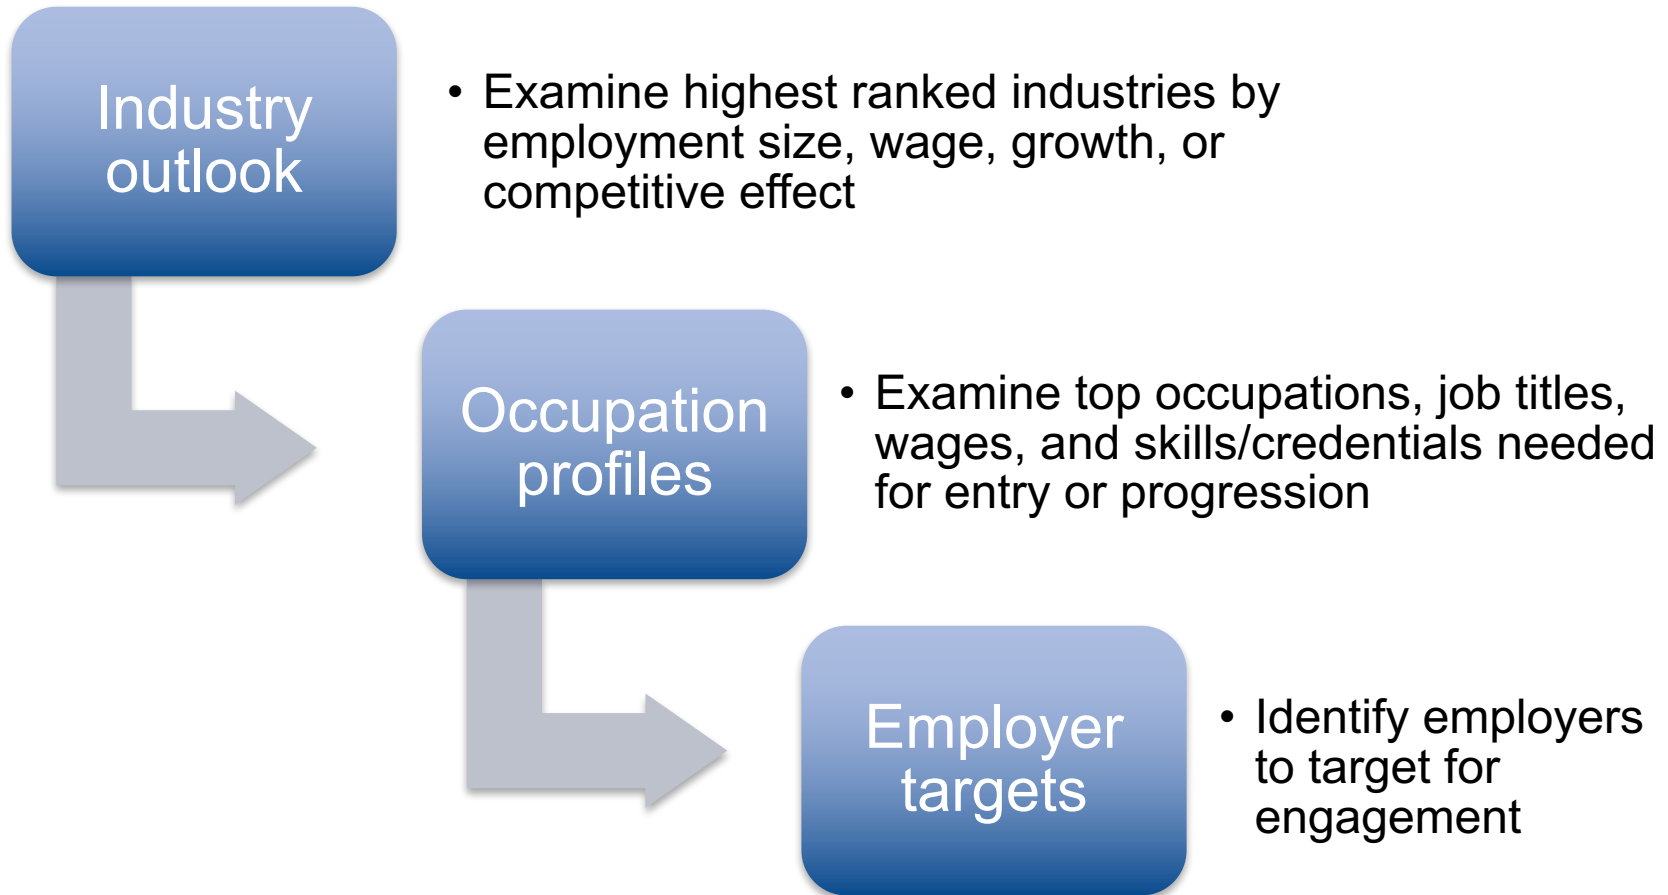 Industry
outlook
• Examine highest ranked industries by
employment size, wage, growth, or
competitive effect
Occupation
profiles
• Examine top occupations, job titles,
wages, and skills/credentials needed
for entry or progression
Employer
targets
• Identify employers
to target for
engagement